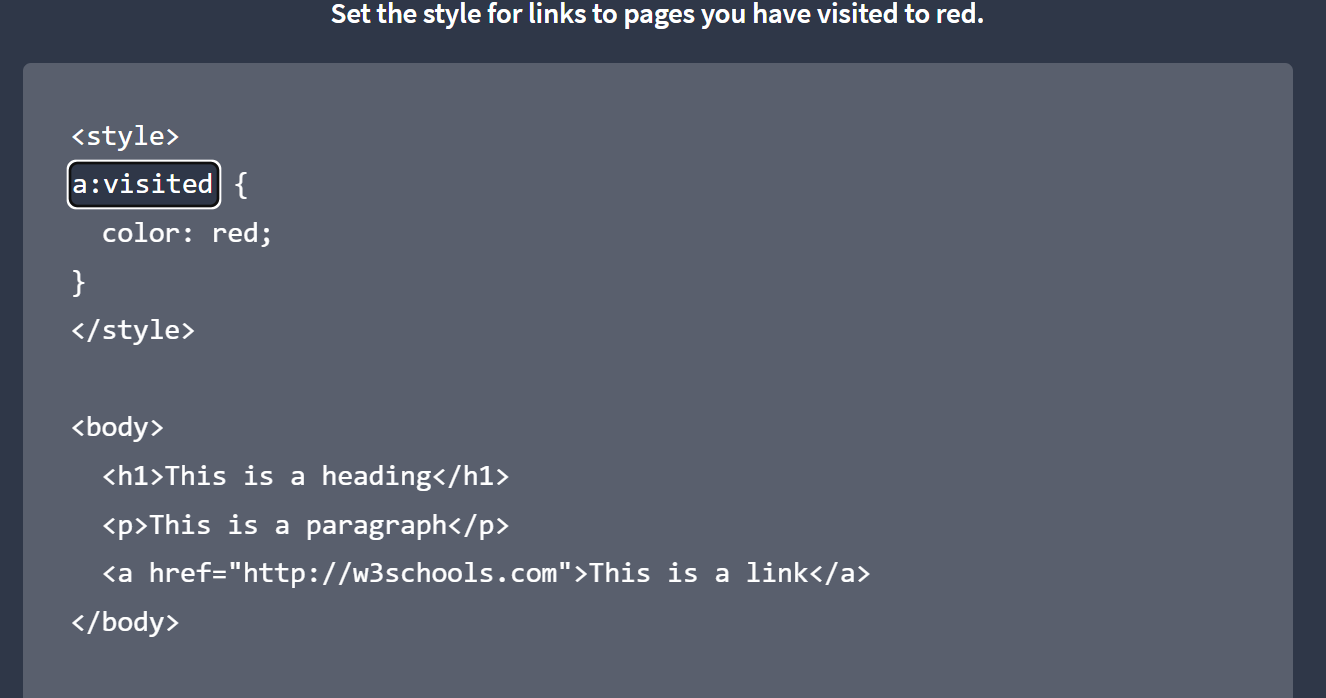 Set the style for links to pages you have visited to red.
<style>
a:visited {
  color: red;
}
</style>
<body>
  <h1>This is a heading</h1>
  <p>This is a paragraph</p>
  <a href="http://w3schools.com">This is a link</a>
</body>